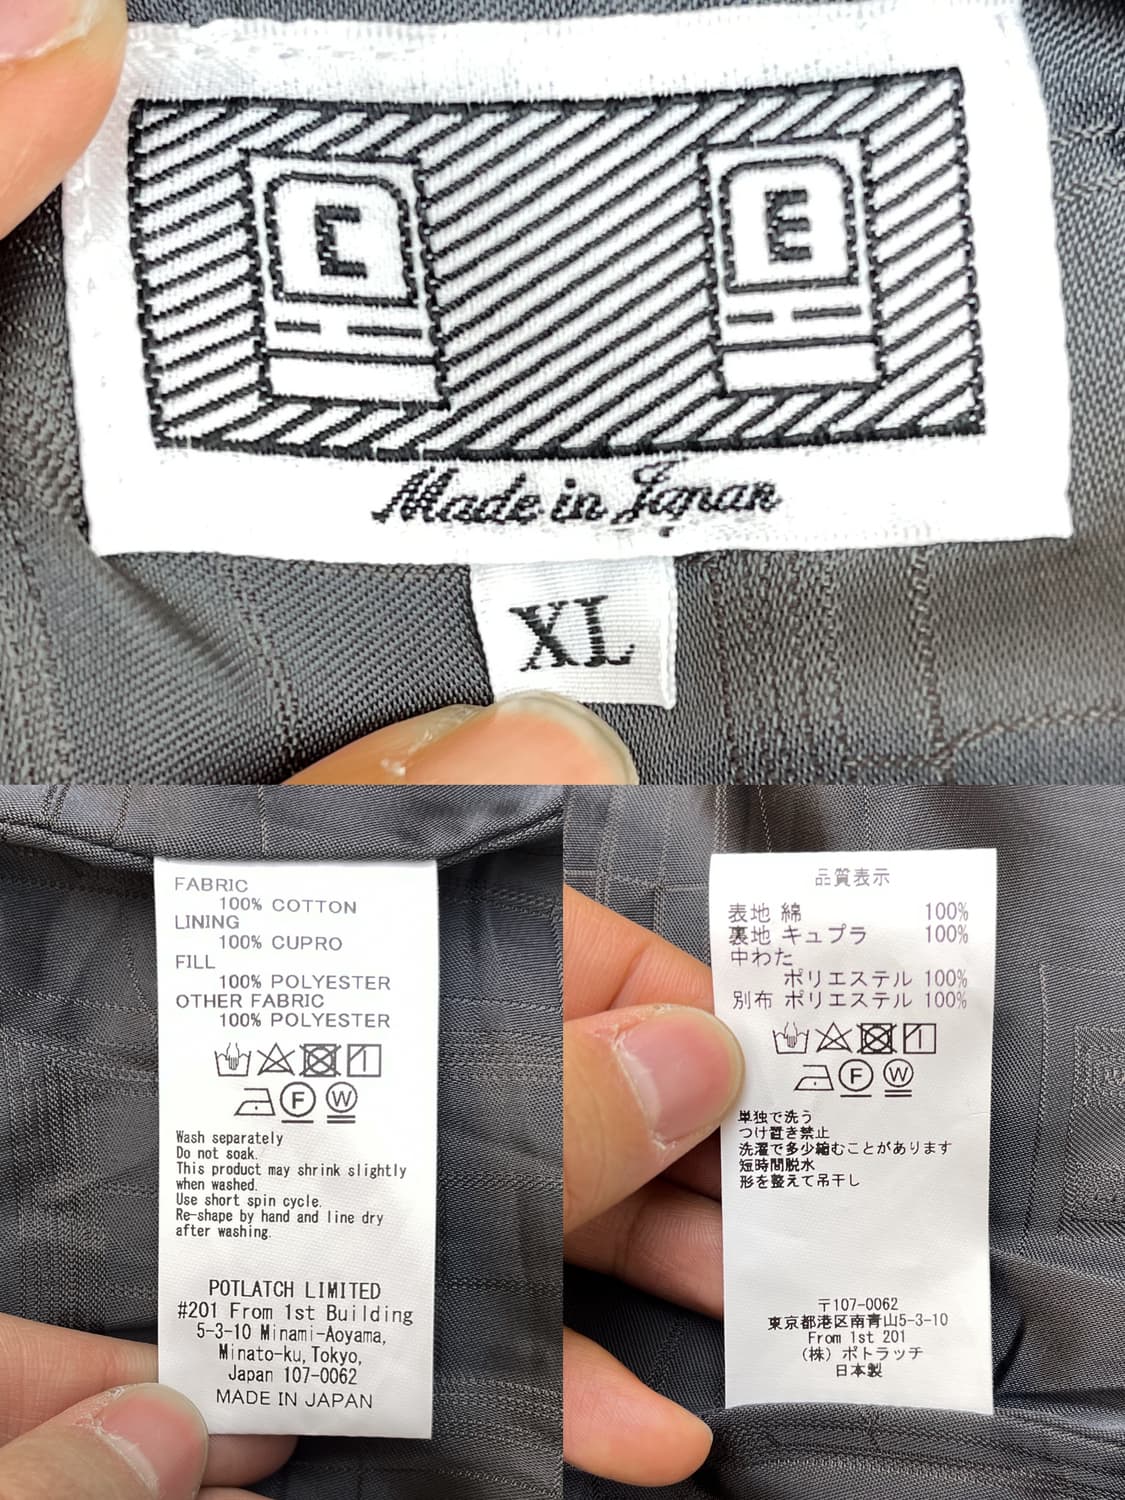 C
E
H
H
Made in Japan
XL
FABRIC
100% COTTON
LINING
100% CUPRO
FILL
100% POLYESTER
OTHER FABRIC
100% POLYESTER
F
W
Wash separately
Do not soak.
This product may shrink slightly
when washed.
Use short spin cycle.
Re-shape by hand and line dry
after washing.
POTLATCH LIMITED
#201 From 1st Building
5-3-10 Minami-Aoyama,
Minato-ku,Tokyo,
Japan 107-0062
MADE IN JAPAN
品質表示
表地 綿 100%
裏地 キュプラ 100%
中わた
ポリエステル 100%
別布 ポリエステル 100%
F
W
単独で洗う
つけ置き禁止
洗濯で多少縮むことがあります
短時間脱水
形を整えて吊干し
〒107-0062
東京都港区南青山5-3-10
From 1st 201
(株) ポトラッチ
日本製